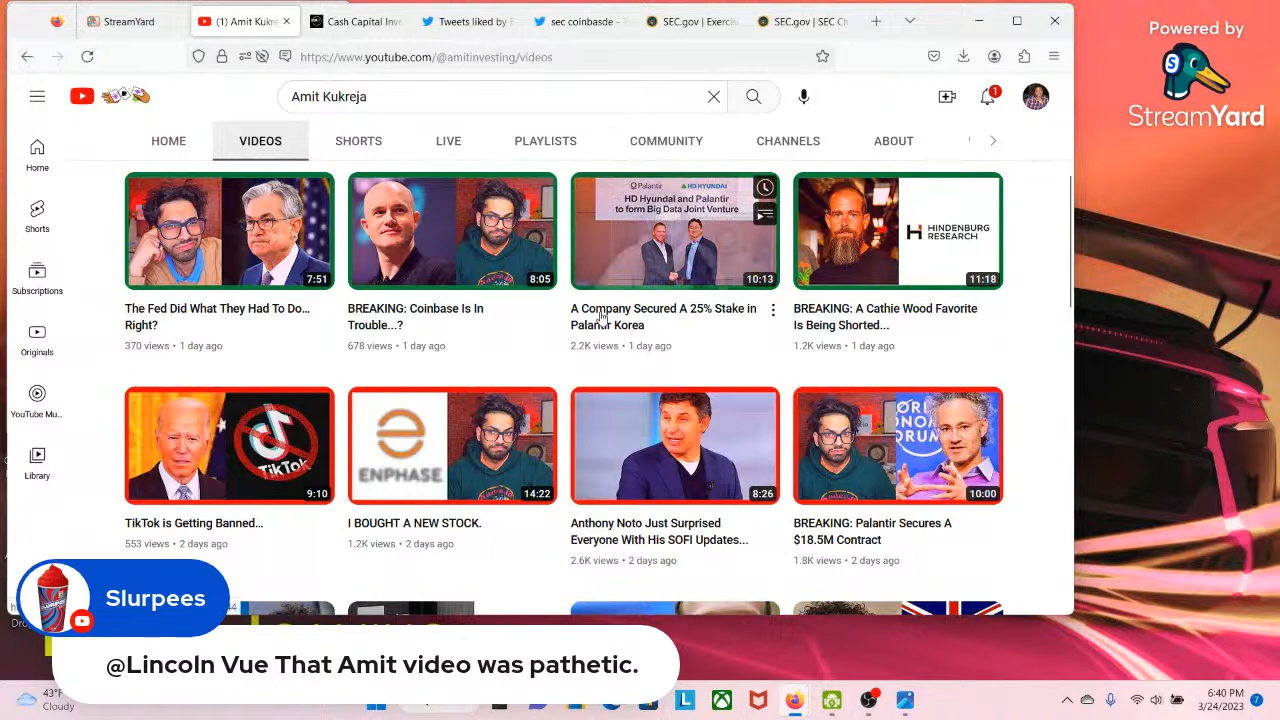 Powered by
StreamYard
StreamYard
(1) Amit Kukre
Cash Capital Inve
Tweets liked by E
sec coinbasde -
SEC.gov | Exercis
SEC.gov | SEC Ch
https://www.youtube.com/@amitinvesting/videos
Amit Kukreja
1
HOME
VIDEOS
SHORTS
LIVE
PLAYLISTS
COMMUNITY
CHANNELS
ABOUT
Home
Shorts
Subscriptions
Originals
YouTube Mu...
Library
7:51
8:05
Palantir
HD HYUNDAI
HD Hyundai and Palantir
to form Big Data Joint Venture
10:13
HINDENBURG
RESEARCH
11:18
The Fed Did What They Had To Do...
Right?
370 views • 1 day ago
BREAKING: Coinbase Is In
Trouble...?
678 views • 1 day ago
A Company Secured A 25% Stake in
Palantir Korea
2.2K views • 1 day ago
BREAKING: A Cathie Wood Favorite
Is Being Shorted...
1.2K views • 1 day ago
TikTok
9:10
ENPHASE
14:22
8:26
10:00
TikTok is Getting Banned...
553 views • 2 days ago
I BOUGHT A NEW STOCK.
1.2K views • 2 days ago
Anthony Noto Just Surprised
Everyone With His SOFI Updates...
2.6K views • 2 days ago
BREAKING: Palantir Secures A
$18.5M Contract
1.8K views • 2 days ago
Slurpees
@Lincoln Vue That Amit video was pathetic.
43°F
Cloudy
6:40 PM
3/24/2023
7